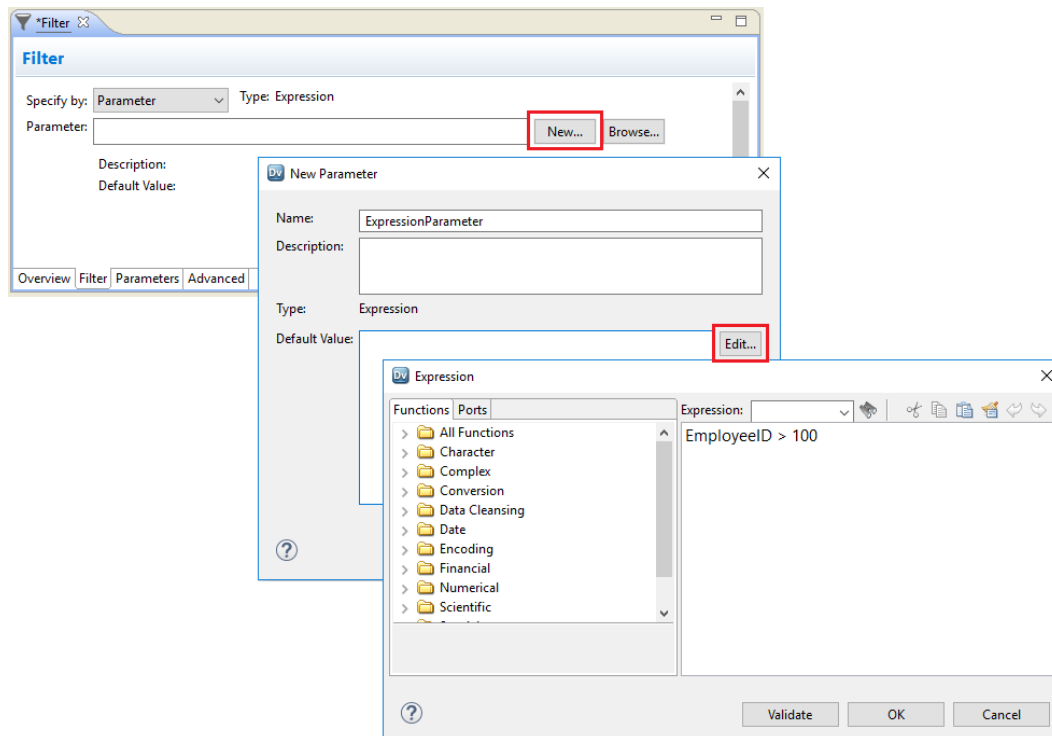 *Filter
Filter
Specify by: Parameter Type: Expression
Parameter: New... Browse...
Description:
Default Value:
Overview Filter Parameters Advanced
Dv New Parameter
Name: ExpressionParameter
Description:
Type: Expression
Default Value: Edit...
Dv Expression
Functions Ports Expression:
All Functions
Character
Complex
Conversion
Data Cleansing
Date
Encoding
Financial
Numerical
Scientific
EmployeeID > 100
?
?
Validate OK Cancel